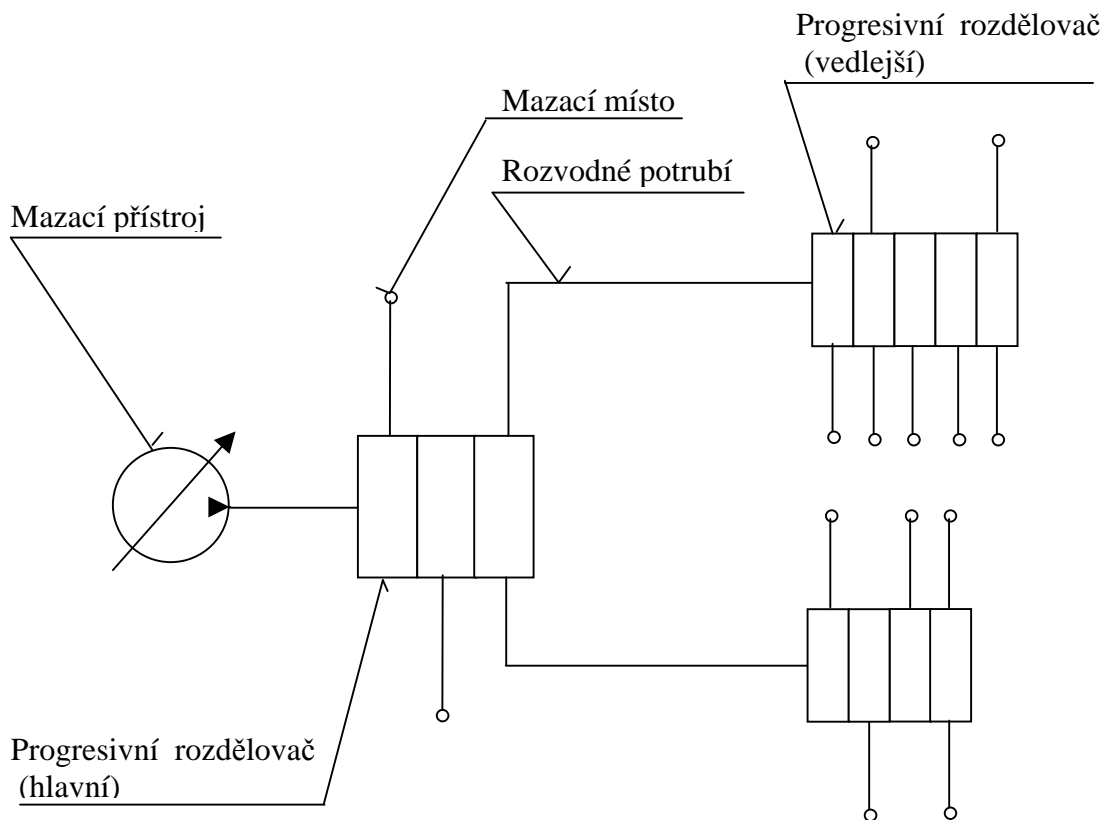 Progresivní rozdělovač
(vedlejší)
Mazací místo
Rozvodné potrubí
Mazací přístroj
Progresivní rozdělovač
(hlavní)